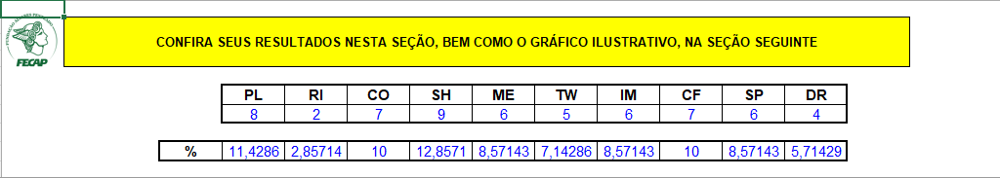 CONFIRA SEUS RESULTADOS NESTA SEÇÃO, BEM COMO O GRÁFICO ILUSTRATIVO, NA SEÇÃO SEGUINTE
FECAP
PL RI CO SH ME TW IM CF SP DR
8 2 7 9 6 5 6 7 6 4
% 11,4286 2,85714 10 12,8571 8,57143 7,14286 8,57143 10 8,57143 5,71429